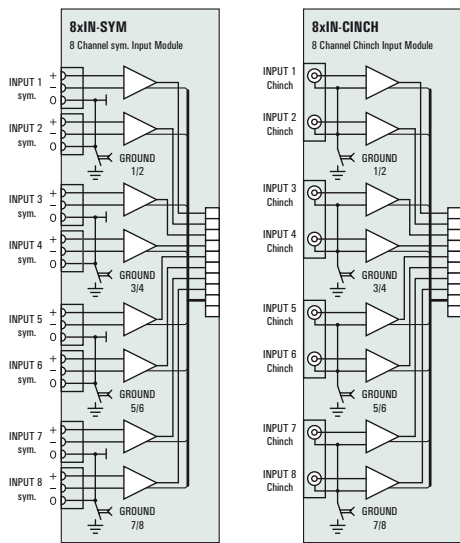 8xIN-SYM
8 Channel sym. Input Module
INPUT 1
sym.
+
−
0
INPUT 2
sym.
+
−
0
GROUND
1/2
INPUT 3
sym.
+
−
0
INPUT 4
sym.
+
−
0
GROUND
3/4
INPUT 5
sym.
+
−
0
INPUT 6
sym.
+
−
0
GROUND
5/6
INPUT 7
sym.
+
−
0
INPUT 8
sym.
+
−
0
GROUND
7/8
8xIN-CINCH
8 Channel Chinch Input Module
INPUT 1
Chinch
INPUT 2
Chinch
GROUND
1/2
INPUT 3
Chinch
INPUT 4
Chinch
GROUND
3/4
INPUT 5
Chinch
INPUT 6
Chinch
GROUND
5/6
INPUT 7
Chinch
INPUT 8
Chinch
GROUND
7/8